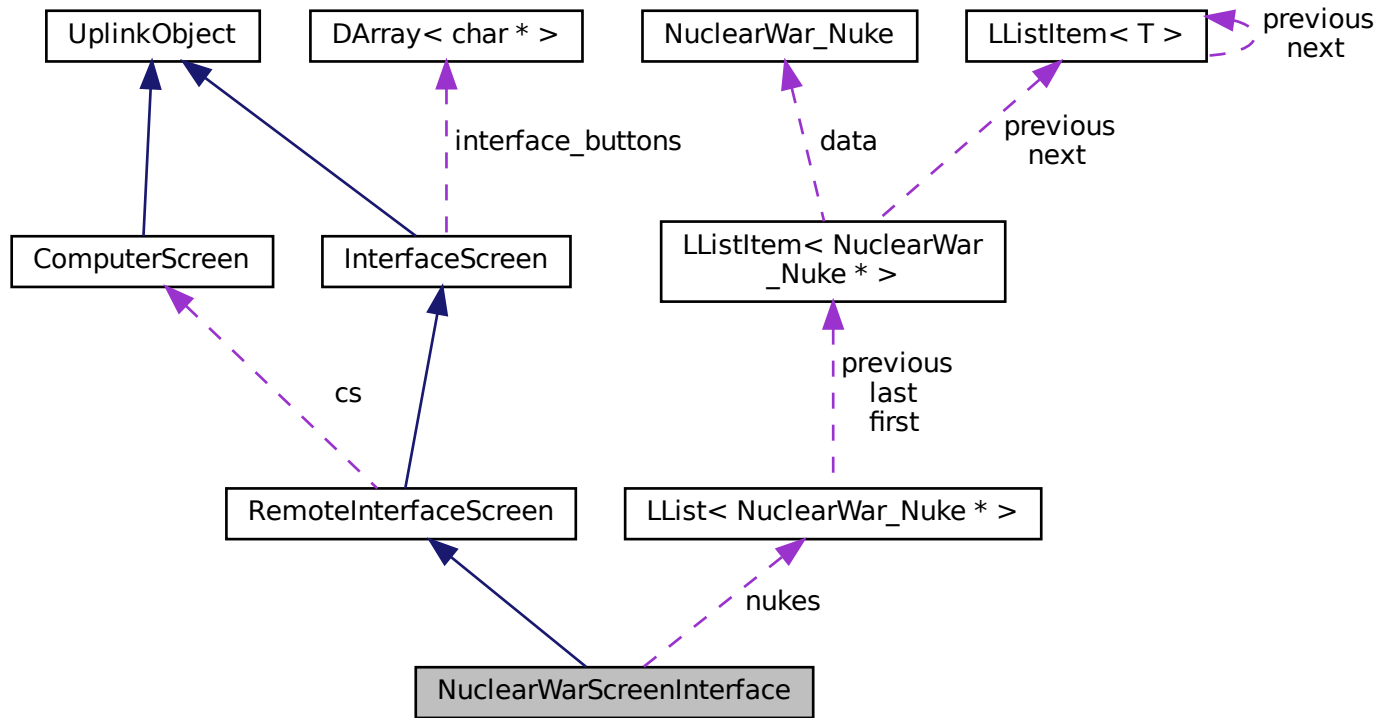 UplinkObject
DArray< char * >
NuclearWar_Nuke
LListItem< T >
previous
next
interface_buttons
data
previous
next
ComputerScreen
InterfaceScreen
LListItem< NuclearWar
_Nuke * >
cs
previous
last
first
RemoteInterfaceScreen
LList< NuclearWar_Nuke * >
nukes
NuclearWarScreenInterface